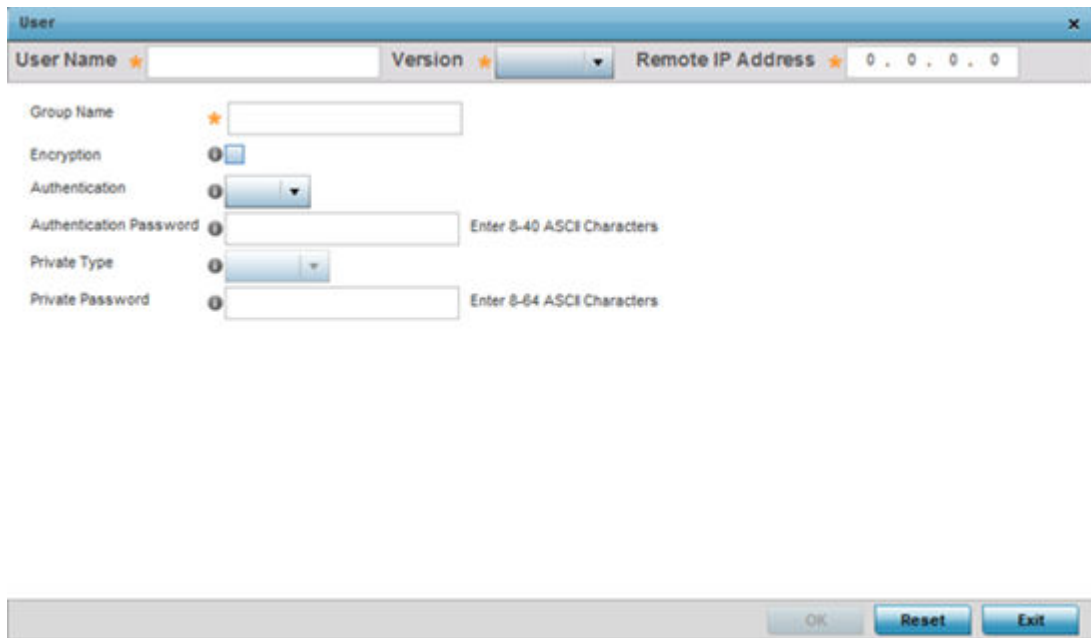 User
User Name Version Remote IP Address 0 . 0 . 0 . 0
Group Name
Encryption
Authentication
Authentication Password Enter 8-40 ASCII Characters
Private Type
Private Password Enter 8-64 ASCII Characters
OK Reset Exit